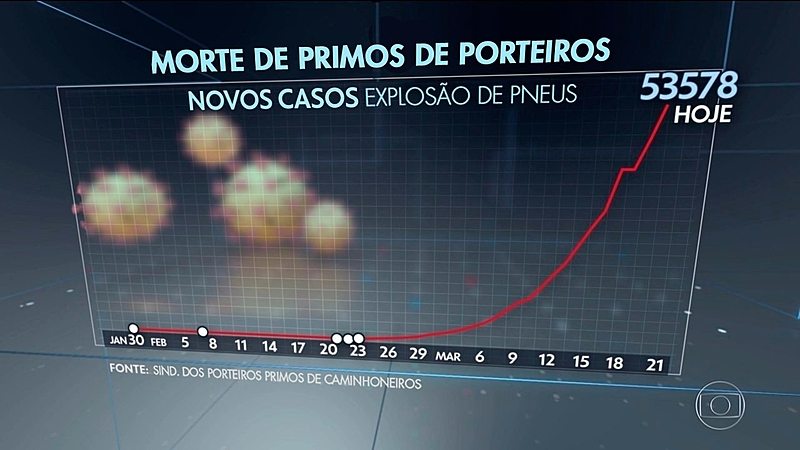 MORTE DE PRIMOS DE PORTEIROS
NOVOS CASOS EXPLOSÃO DE PNEUS
53578
HOJE
JAN 30 FEB 5 8 11 14 17 20 23 26 29 MAR 6 9 12 15 18 21
FONTE: SIND. DOS PORTEIROS PRIMOS DE CAMINHONEIROS